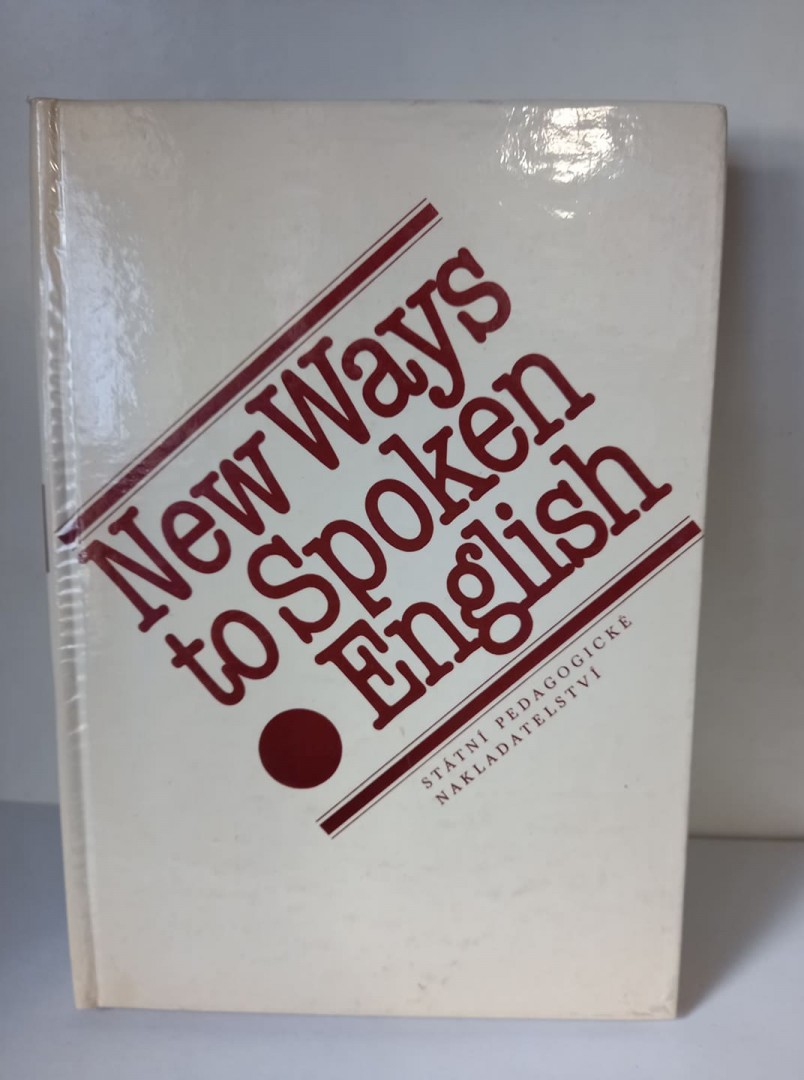 New Ways
to Spoken
English
STÁTNÍ PEDAGOGICKÉ
NAKLADATELSTVÍ